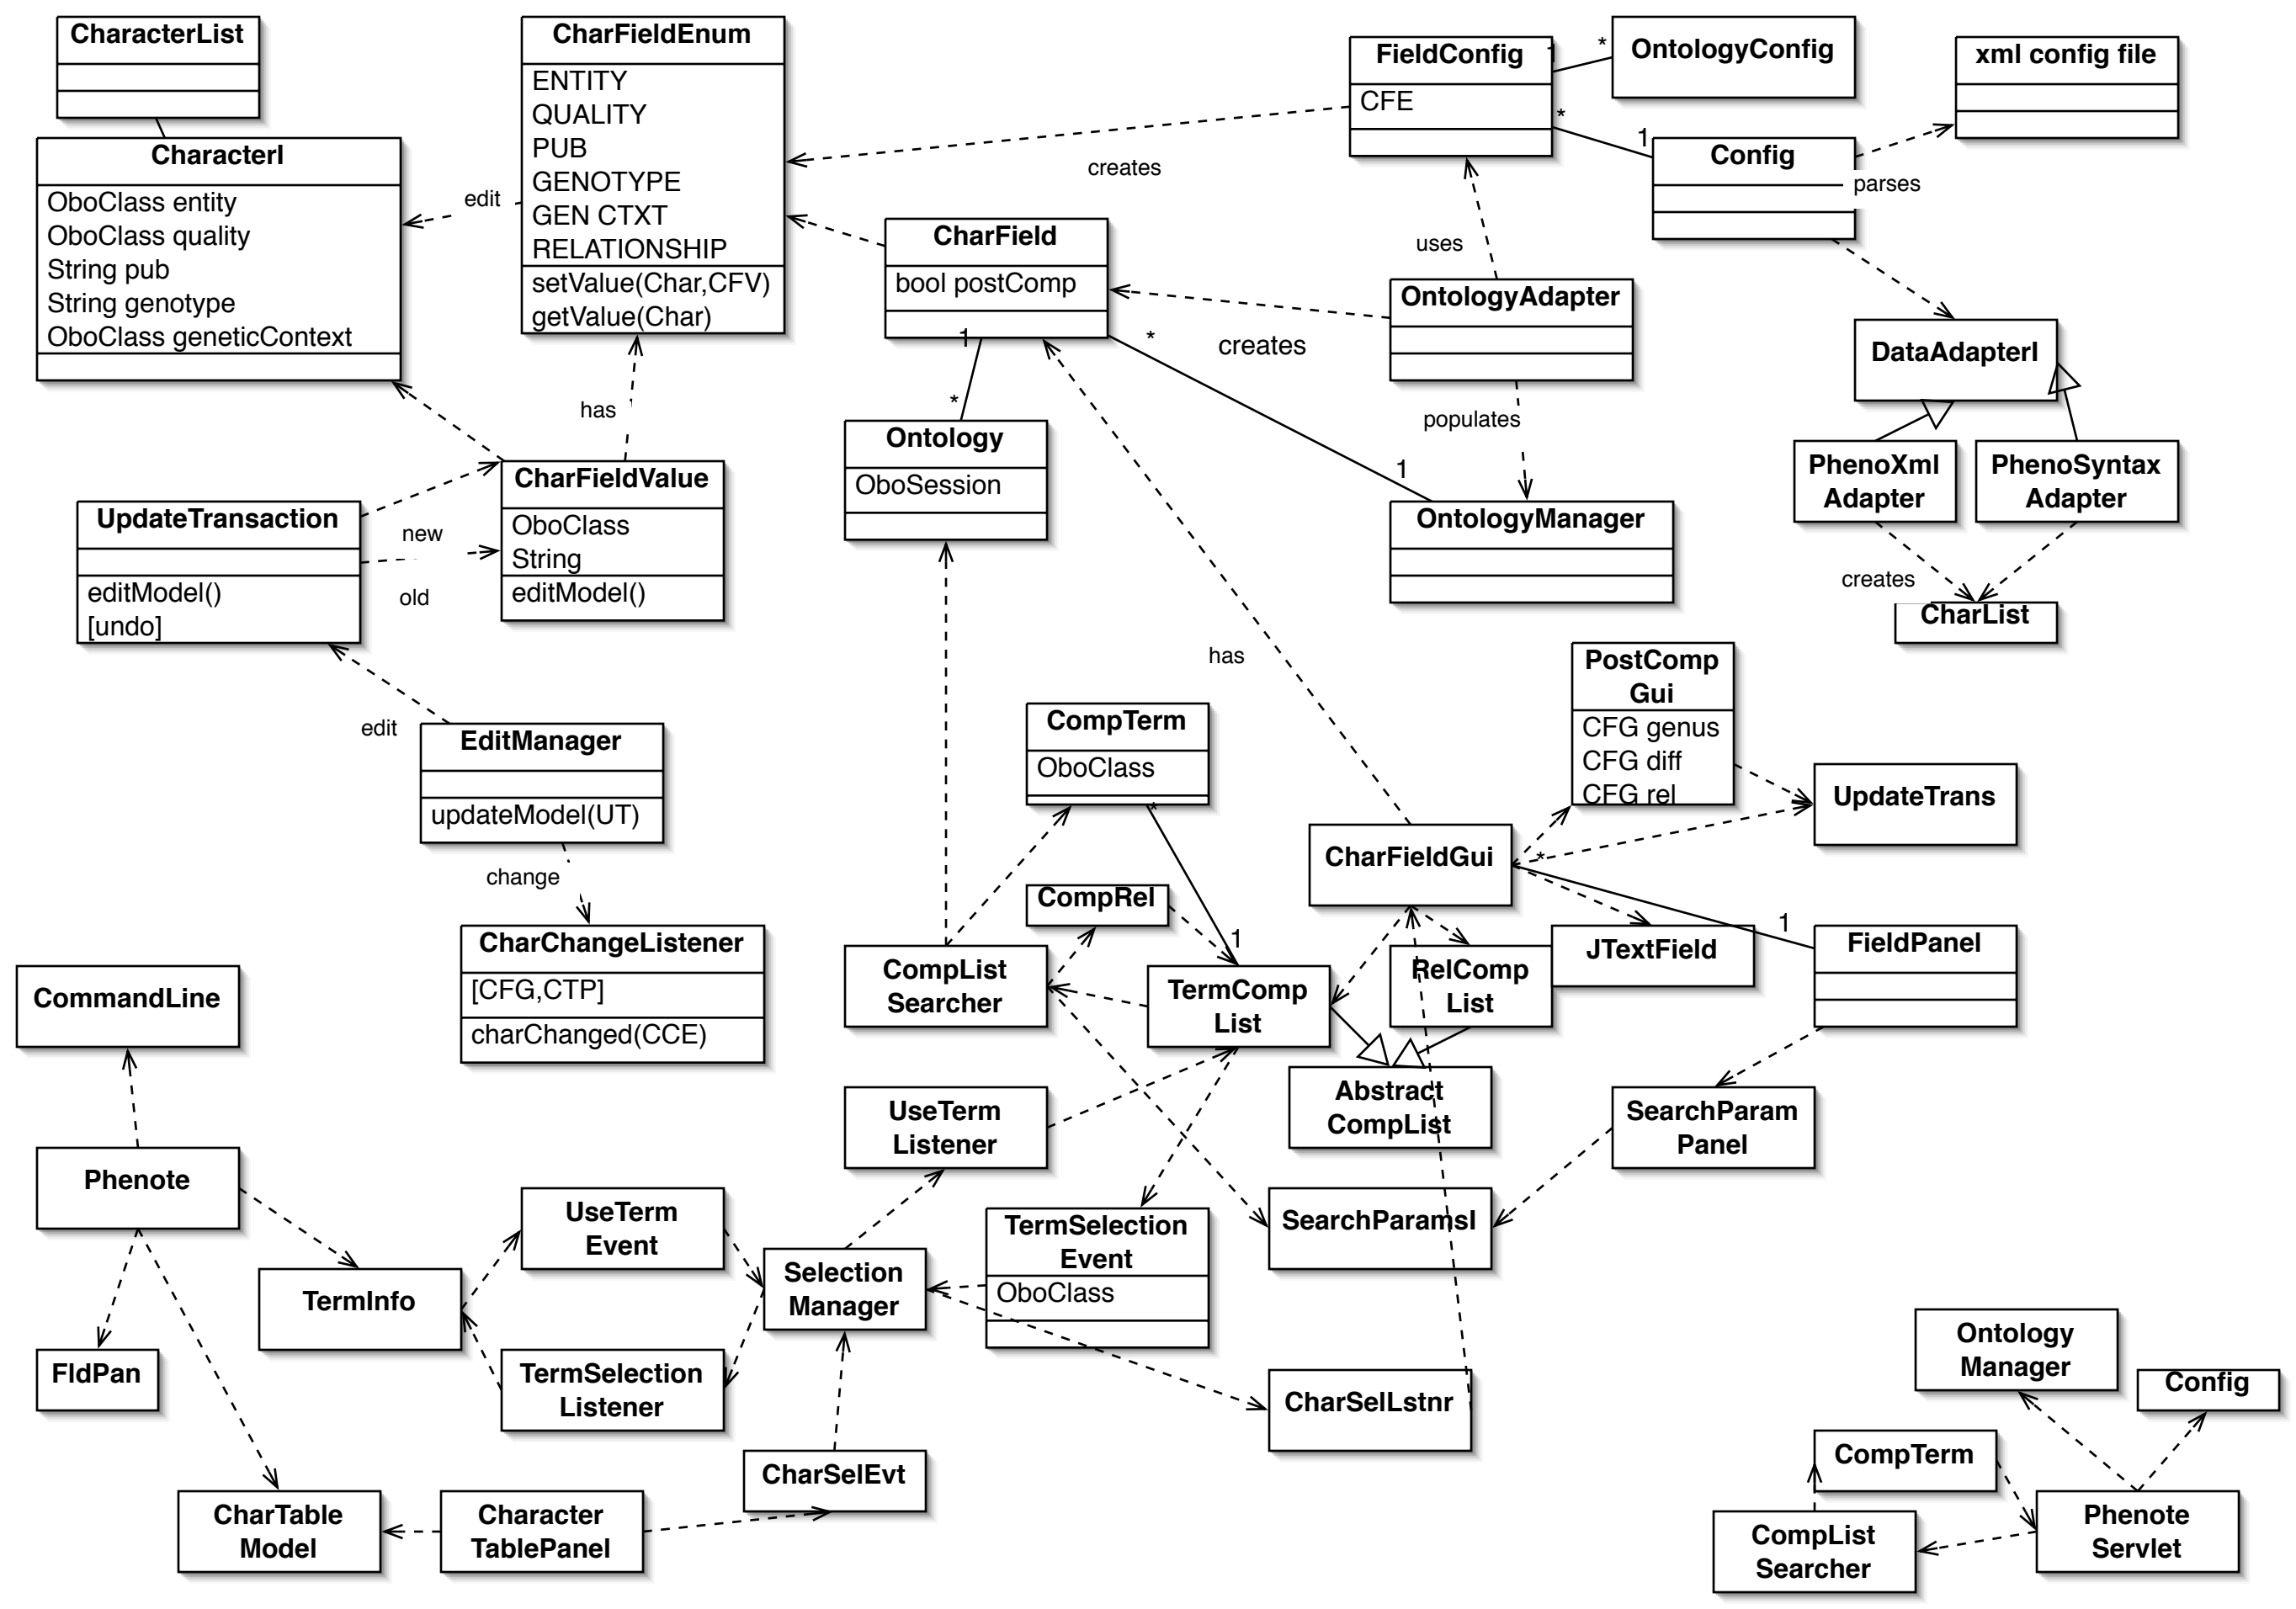 CharacterList
CharacterI
OboClass entity
OboClass quality
String pub
String genotype
OboClass geneticContext
edit
CharFieldEnum
ENTITY
QUALITY
PUB
GENOTYPE
GEN CTXT
RELATIONSHIP
setValue(Char,CFV)
getValue(Char)
creates
FieldConfig
CFE
1
*
OntologyConfig
*
1
Config
parses
xml config file
CharField
bool postComp
1
*
uses
OntologyAdapter
creates
*
1
populates
DataAdapterI
has
Ontology
OboSession
PhenoXml
Adapter
PhenoSyntax
Adapter
creates
CharList
UpdateTransaction
editModel()
[undo]
new
old
CharFieldValue
OboClass
String
editModel()
OntologyManager
has
edit
EditManager
updateModel(UT)
change
CharChangeListener
[CFG,CTP]
charChanged(CCE)
CompTerm
OboClass
*
1
PostComp
Gui
CFG genus
CFG diff
CFG rel
UpdateTrans
CharFieldGui
*
1
CompRel
CompList
Searcher
TermComp
List
RelComp
List
JTextField
FieldPanel
CommandLine
Phenote
UseTerm
Listener
Abstract
CompList
SearchParam
Panel
UseTerm
Event
TermInfo
Selection
Manager
TermSelection
Event
OboClass
SearchParamsI
FldPan
TermSelection
Listener
CharSelLstnr
CharSelEvt
CharTable
Model
Character
TablePanel
Ontology
Manager
Config
CompTerm
CompList
Searcher
Phenote
Servlet